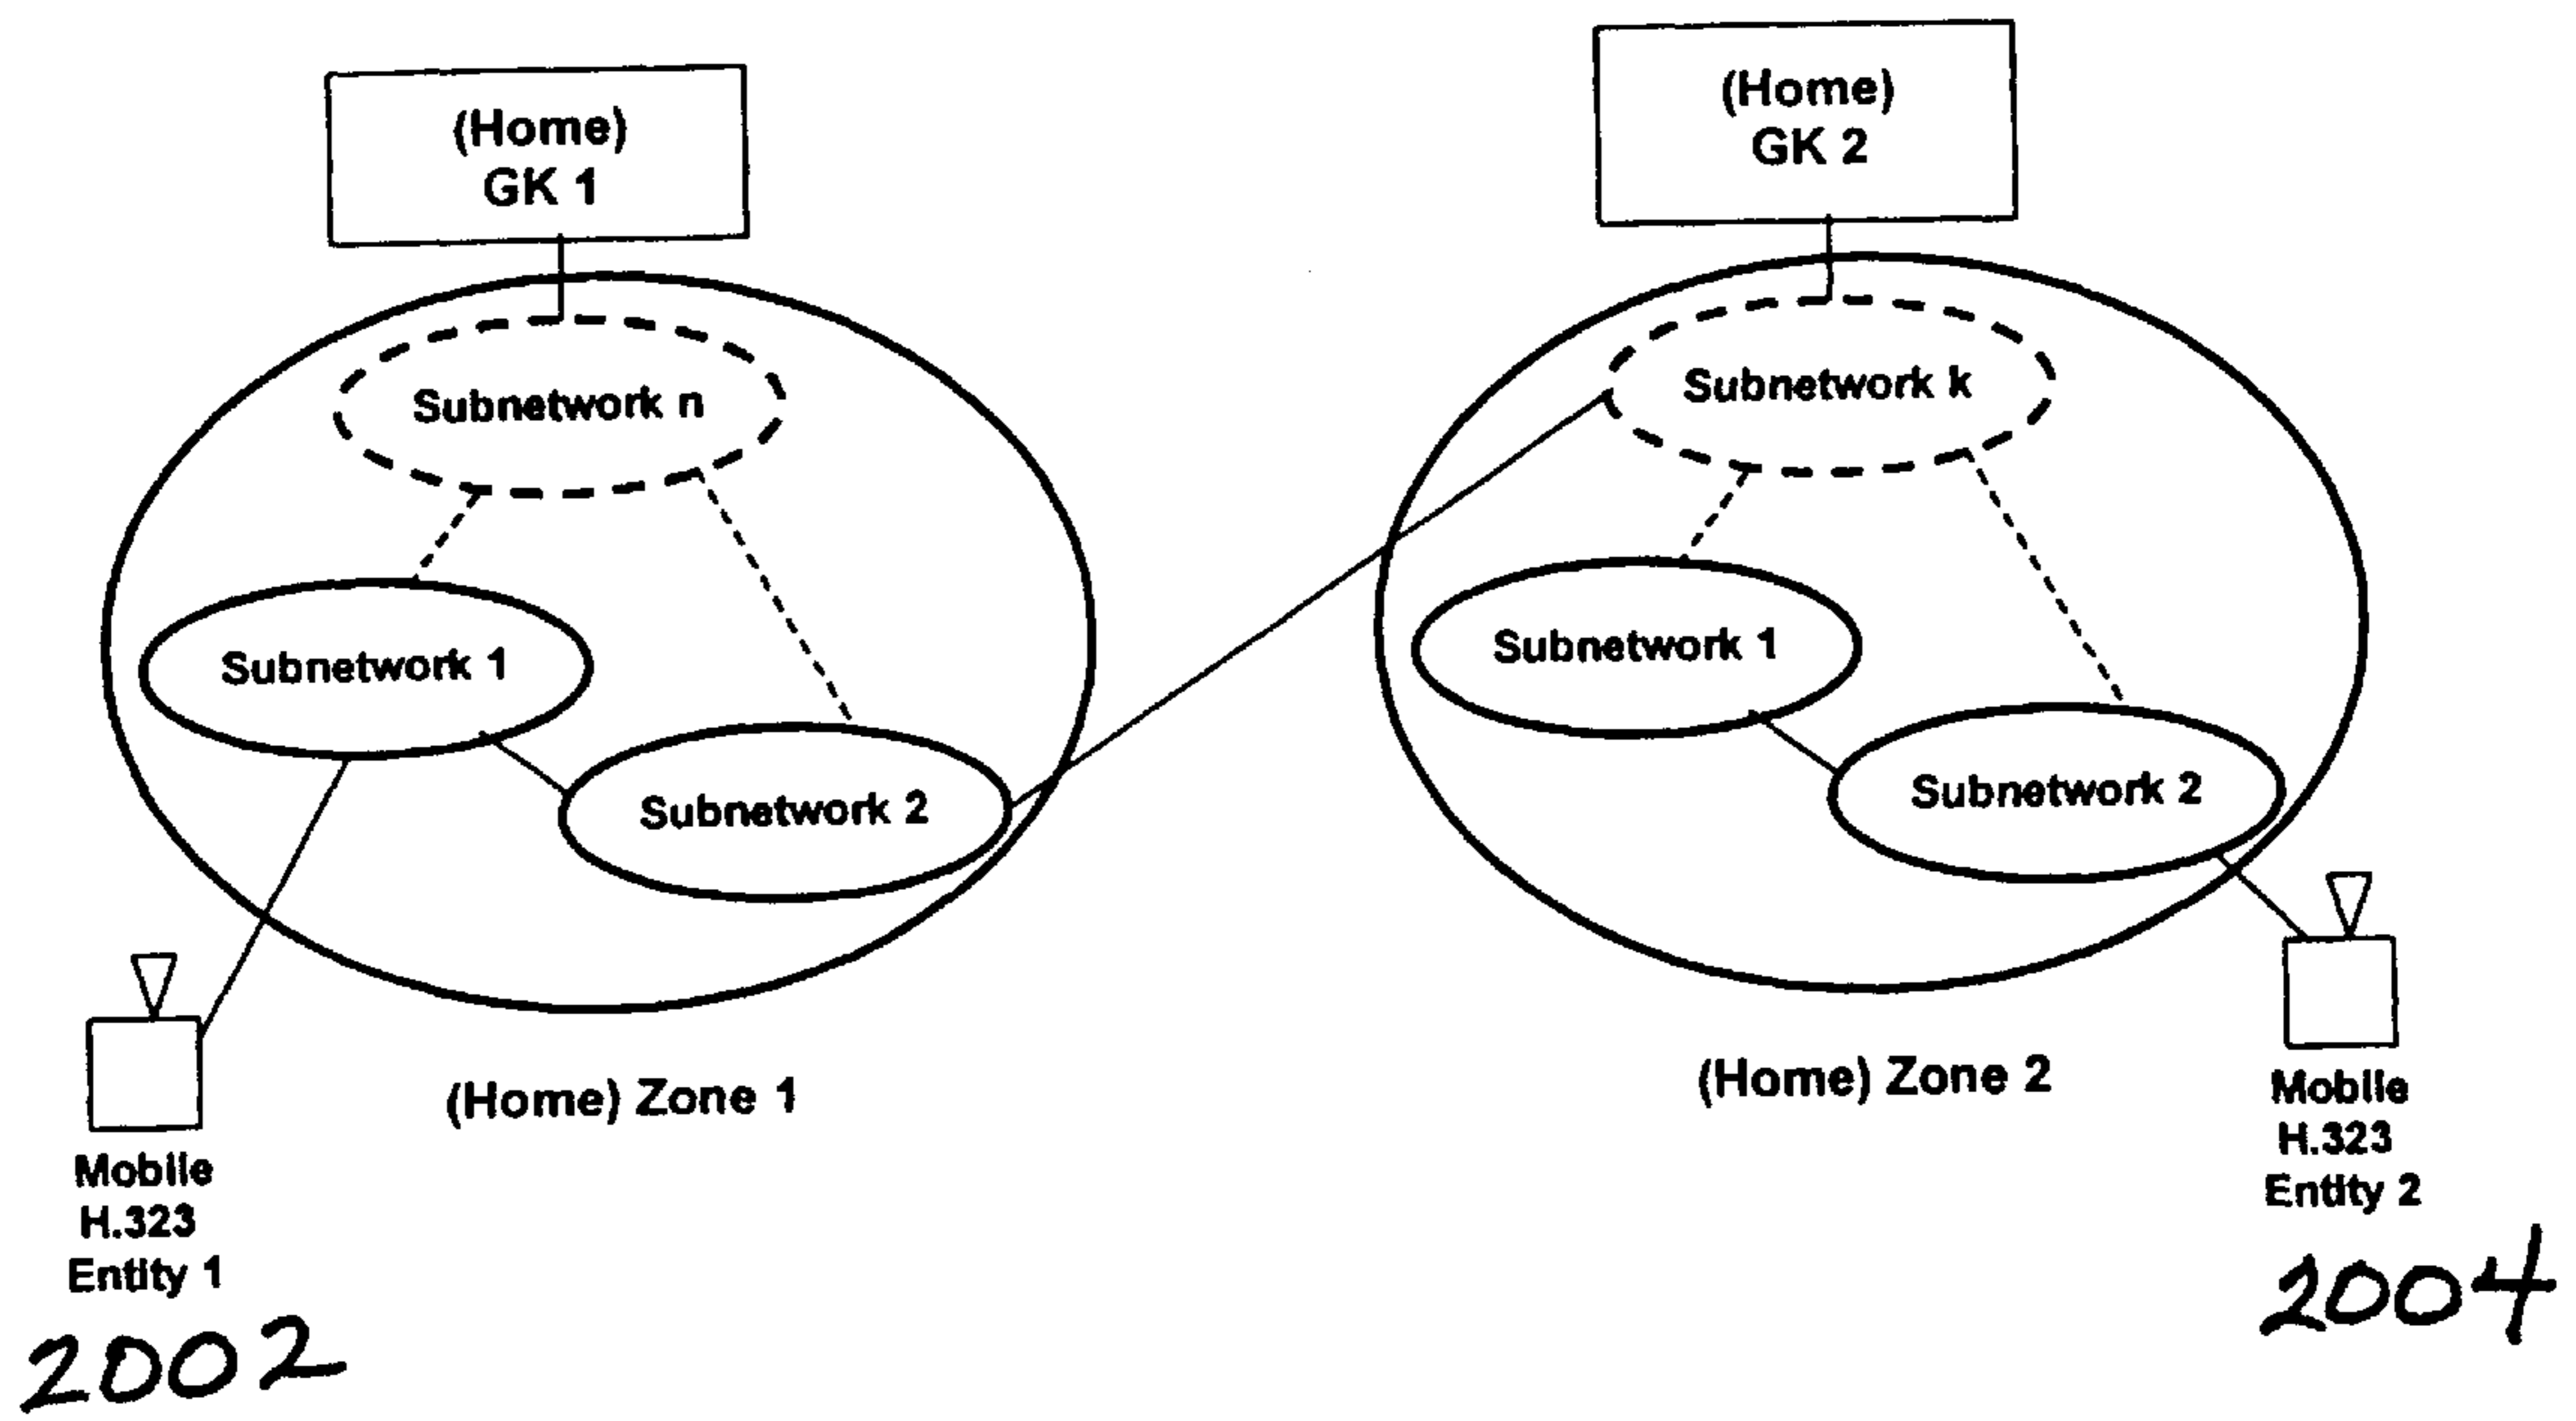 (Home)
GK 1
(Home)
GK 2
Subnetwork n
Subnetwork k
Subnetwork 1
Subnetwork 1
Subnetwork 2
Subnetwork 2
(Home) Zone 1
(Home) Zone 2
Mobile
H.323
Entity 1
2002
Mobile
H.323
Entity 2
2004